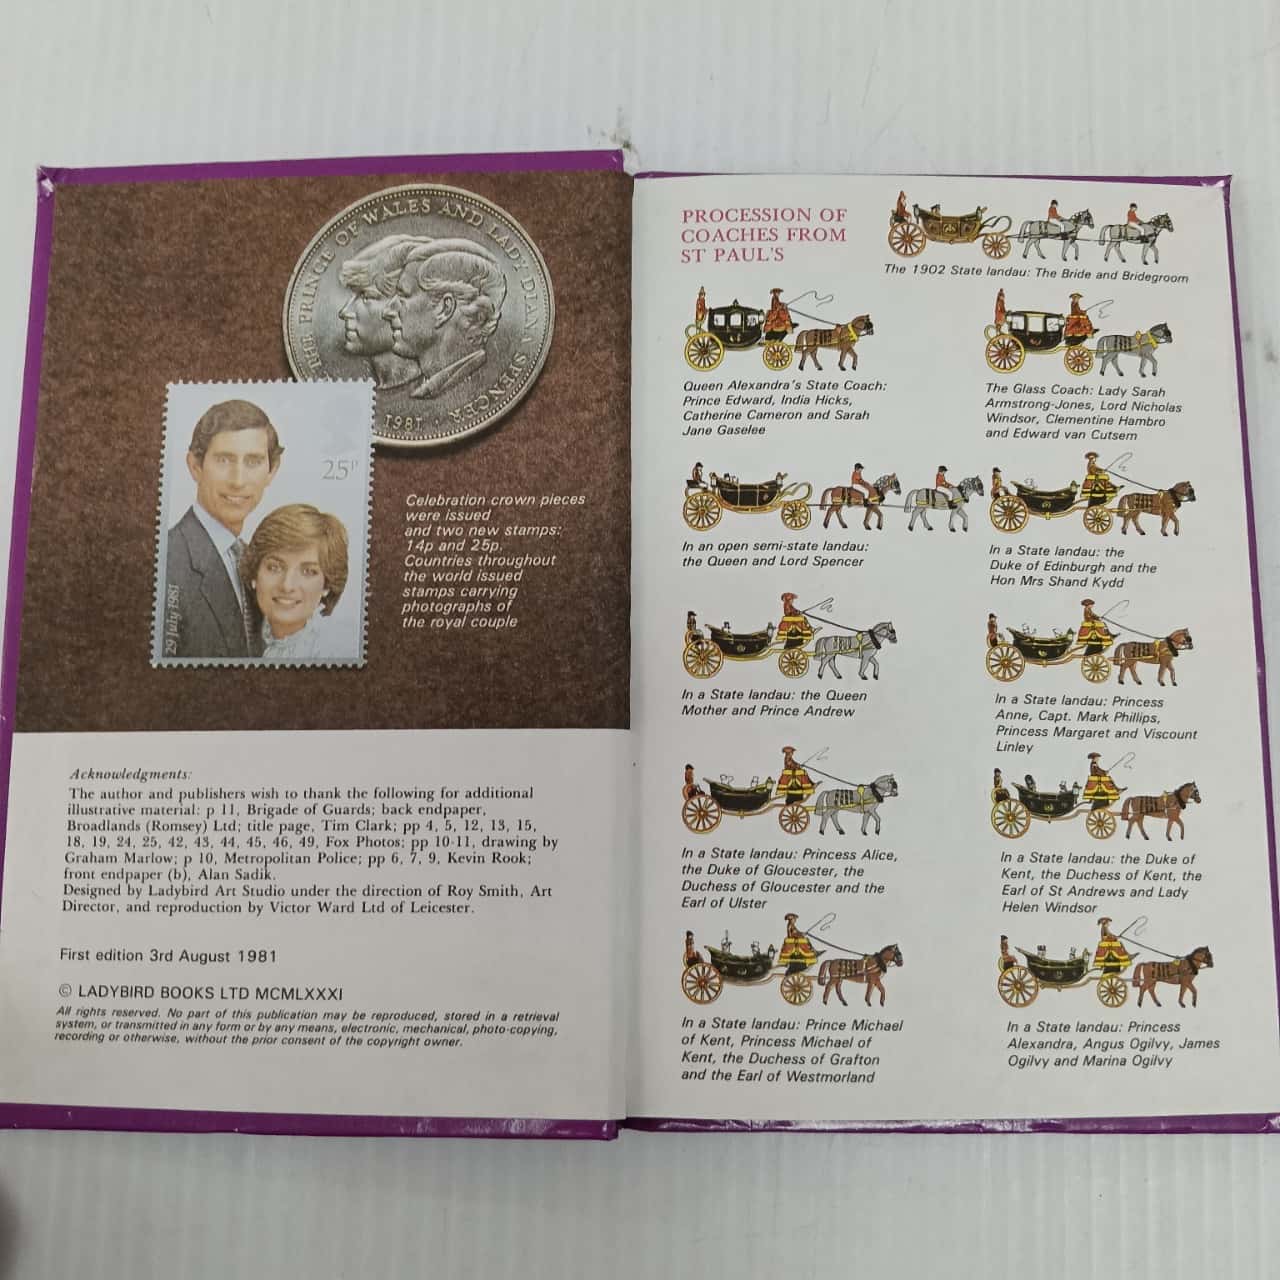 THE PRINCE OF WALES AND LADY DIANA SPENCER
1981
25P
29 July 1981
Celebration crown pieces
were issued
and two new stamps:
14p and 25p.
Countries throughout
the world issued
stamps carrying
photographs of
the royal couple
Acknowledgments:
The author and publishers wish to thank the following for additional
illustrative material: p 11, Brigade of Guards; back endpaper,
Broadlands (Romsey) Ltd; title page, Tim Clark; pp 4, 5, 12, 13, 15,
18, 19, 24, 25, 42, 43, 44, 45, 46, 49, Fox Photos; pp 10-11, drawing by
Graham Marlow; p 10, Metropolitan Police; pp 6, 7, 9, Kevin Rook;
front endpaper (b), Alan Sadik.
Designed by Ladybird Art Studio under the direction of Roy Smith, Art
Director, and reproduction by Victor Ward Ltd of Leicester.
First edition 3rd August 1981
© LADYBIRD BOOKS LTD MCMLXXXI
All rights reserved. No part of this publication may be reproduced, stored in a retrieval
system, or transmitted in any form or by any means, electronic, mechanical, photo-copying,
recording or otherwise, without the prior consent of the copyright owner.
PROCESSION OF
COACHES FROM
ST PAUL'S
The 1902 State landau: The Bride and Bridegroom
Queen Alexandra's State Coach:
Prince Edward, India Hicks,
Catherine Cameron and Sarah
Jane Gaselee
The Glass Coach: Lady Sarah
Armstrong-Jones, Lord Nicholas
Windsor, Clementine Hambro
and Edward van Cutsem
In an open semi-state landau:
the Queen and Lord Spencer
In a State landau: the
Duke of Edinburgh and the
Hon Mrs Shand Kydd
In a State landau: the Queen
Mother and Prince Andrew
In a State landau: Princess
Anne, Capt. Mark Phillips,
Princess Margaret and Viscount
Linley
In a State landau: Princess Alice,
the Duke of Gloucester, the
Duchess of Gloucester and the
Earl of Ulster
In a State landau: the Duke of
Kent, the Duchess of Kent, the
Earl of St Andrews and Lady
Helen Windsor
In a State landau: Prince Michael
of Kent, Princess Michael of
Kent, the Duchess of Grafton
and the Earl of Westmorland
In a State landau: Princess
Alexandra, Angus Ogilvy, James
Ogilvy and Marina Ogilvy